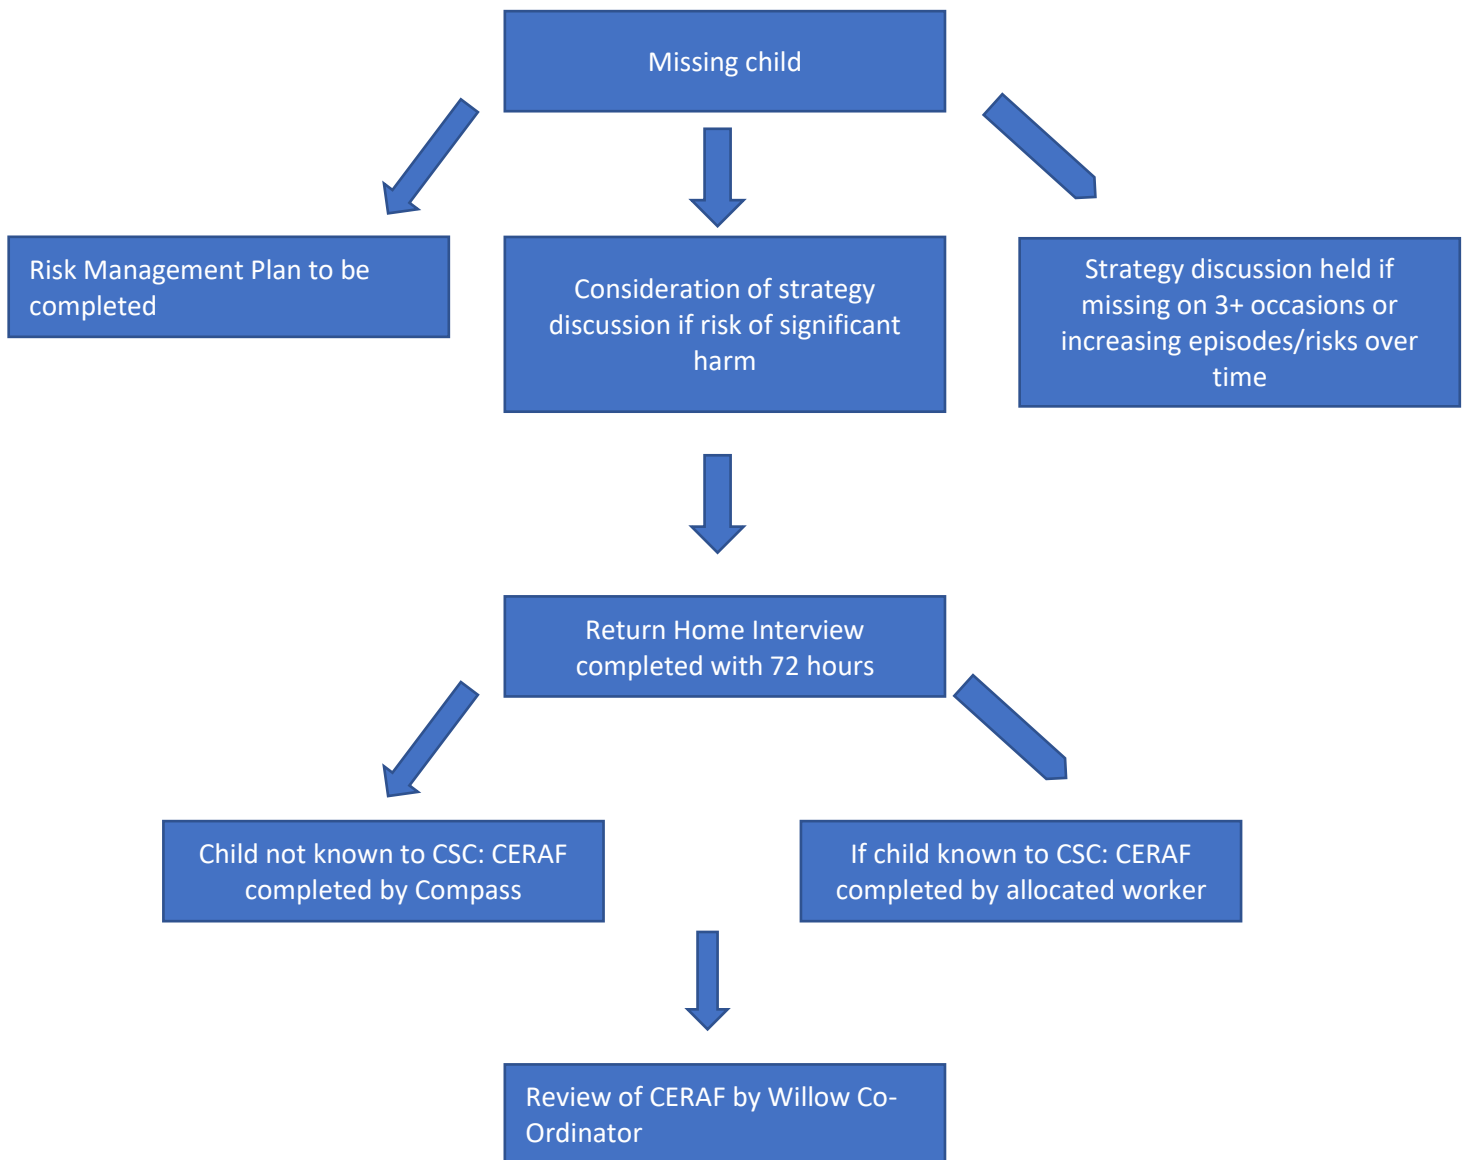 Missing child
Risk Management Plan to be
completed
Consideration of strategy
discussion if risk of significant
harm
Strategy discussion held if
missing on 3+ occasions or
increasing episodes/risks over
time
Return Home Interview
completed with 72 hours
Child not known to CSC: CERAF
completed by Compass
If child known to CSC: CERAF
completed by allocated worker
Review of CERAF by Willow Co-
Ordinator